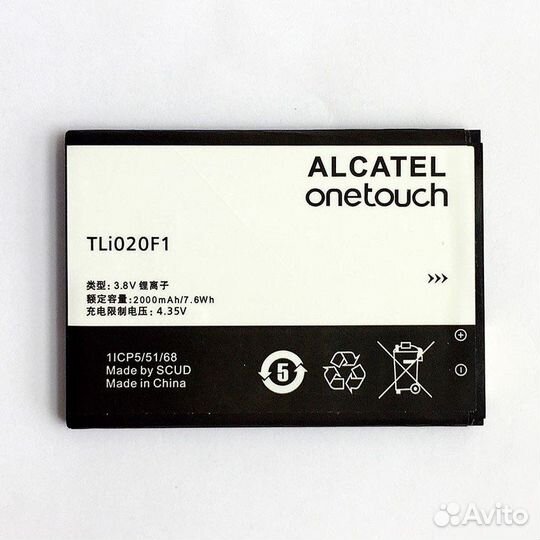 ALCATEL
onetouch
TLi020F1
类型: 3.8V 锂离子
额定容量: 2000mAh/7.6Wh
充电限制电压: 4.35V
1ICP5/51/68
Made by SCUD
Made in China
5
Avito